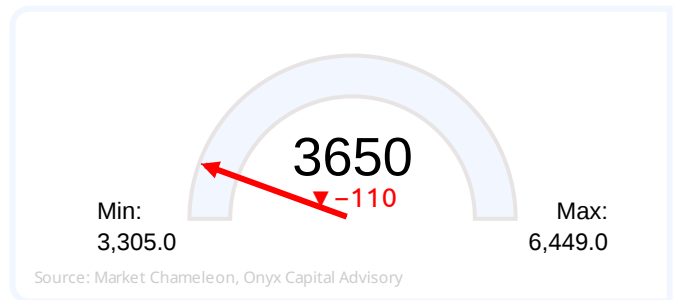 3650
▼−110
Min:
3,305.0
Max:
6,449.0
Source: Market Chameleon, Onyx Capital Advisory